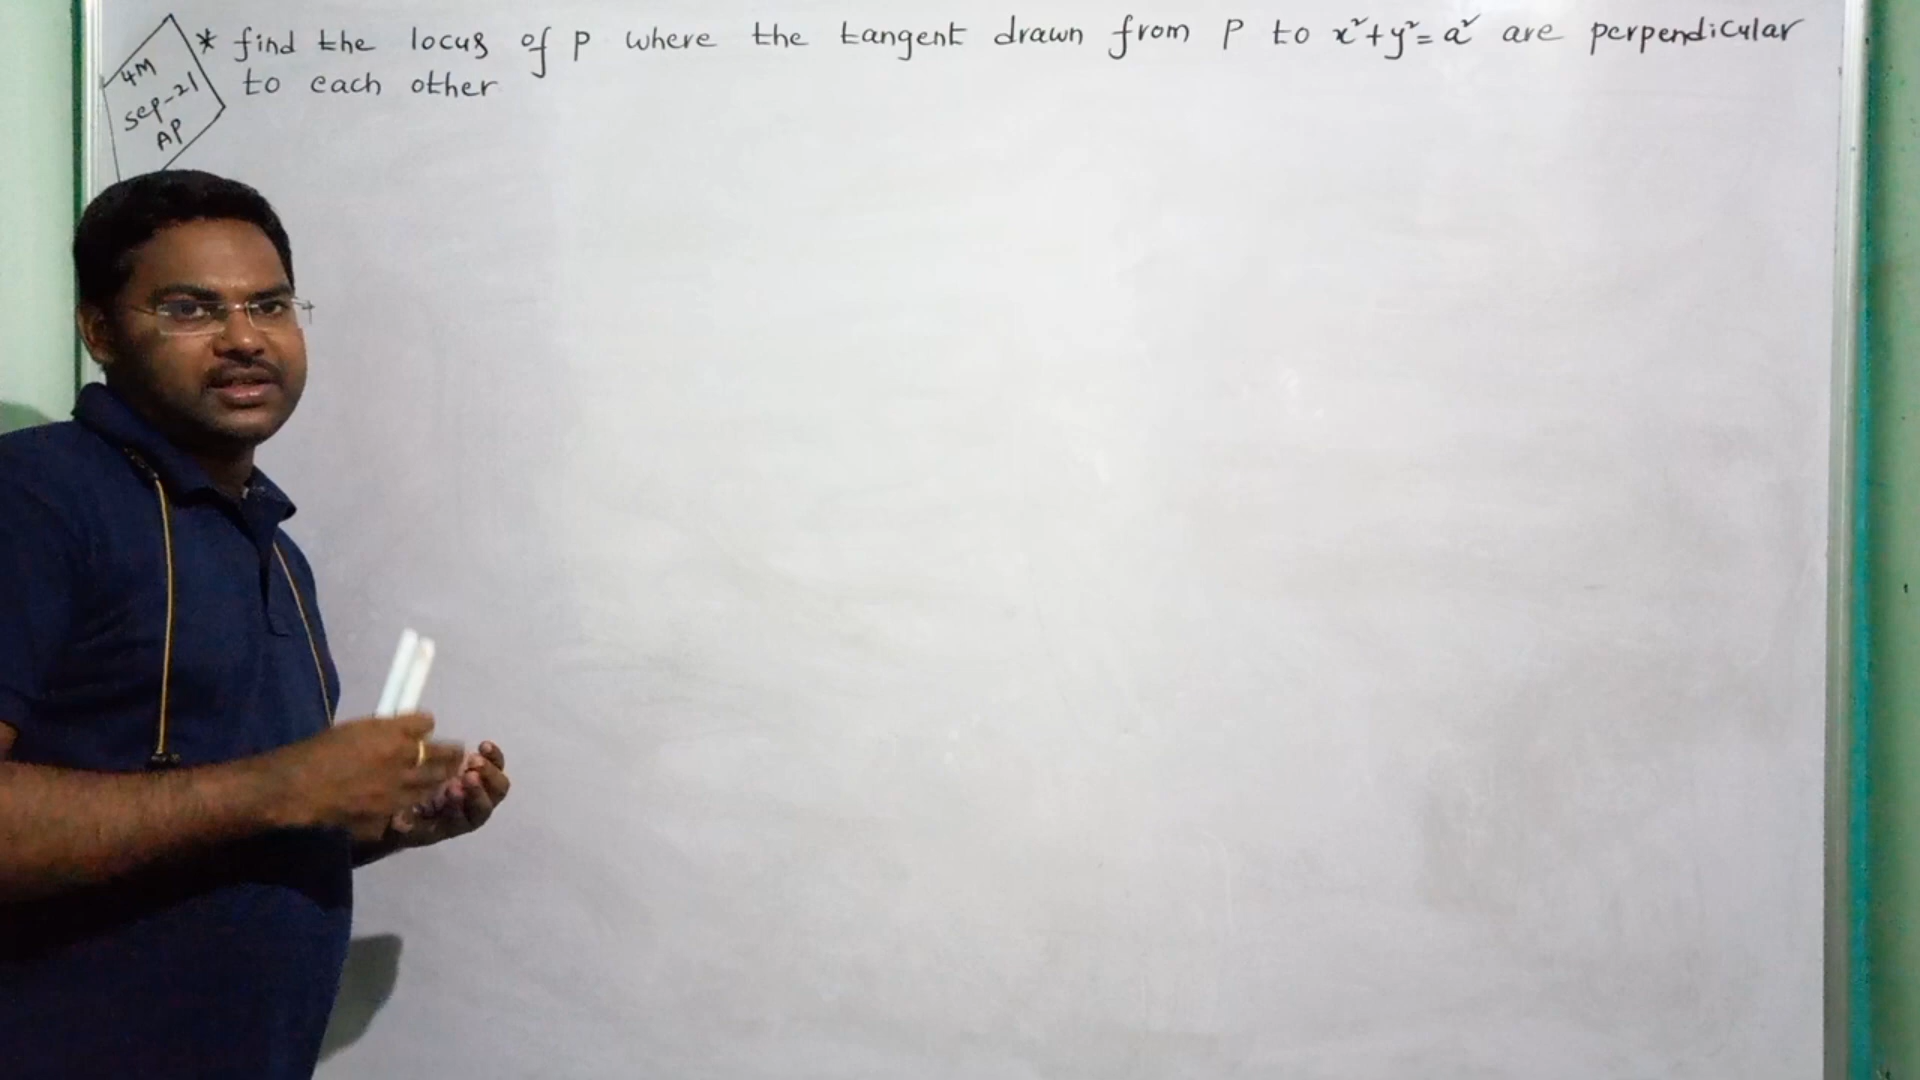 * find the locus of P where the tangent drawn from P to x²+y²=a² are perpendicular
to each other
4M
sep-21
AP